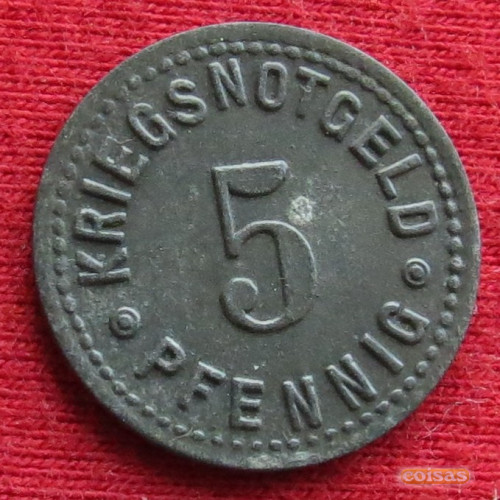 KRIEGSNOTGELD
5
PFENNIG
coisas